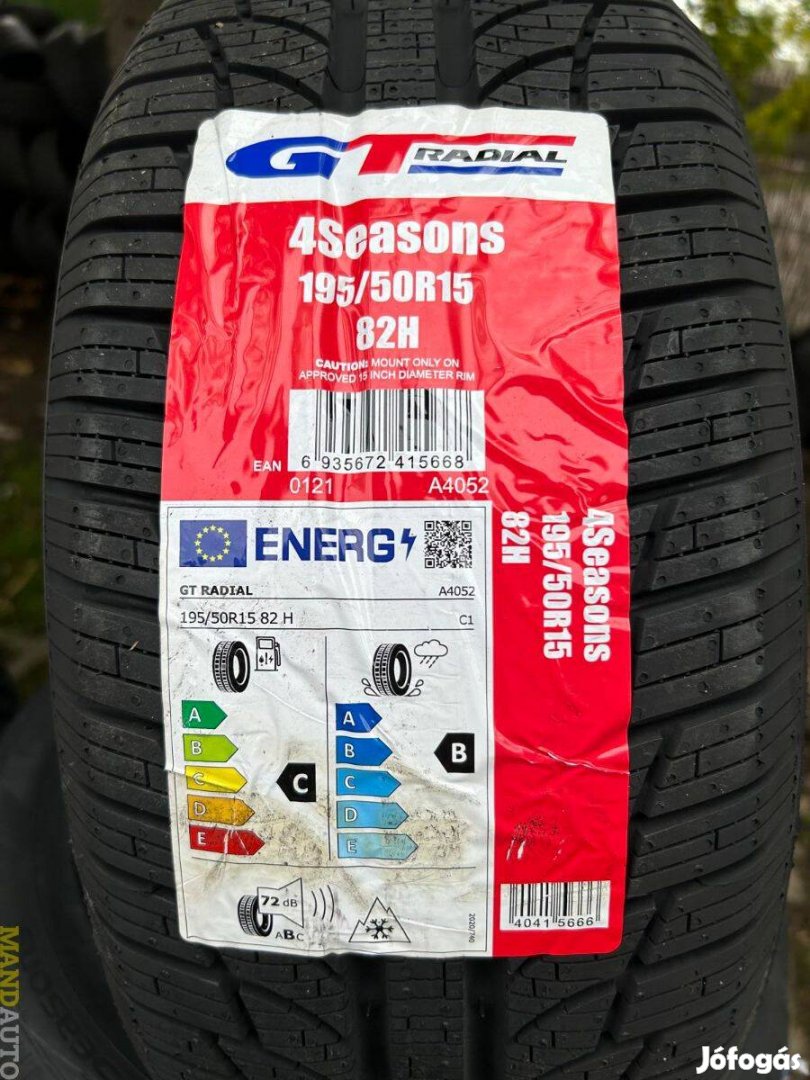 GT RADIAL
4Seasons
195/50R15
82H
CAUTION: MOUNT ONLY ON
APPROVED 15 INCH DIAMETER RIM
EAN
6 935672 415668
0121 A4052
ENERG
GT RADIAL A4052
195/50R15 82 H C1
A
B
C
D
E
C
A
B
C
D
E
B
72 dB
ABC
2020/740
4Seasons
195/50R15
82H
4041 5666
MANDAUTO
Jófogás